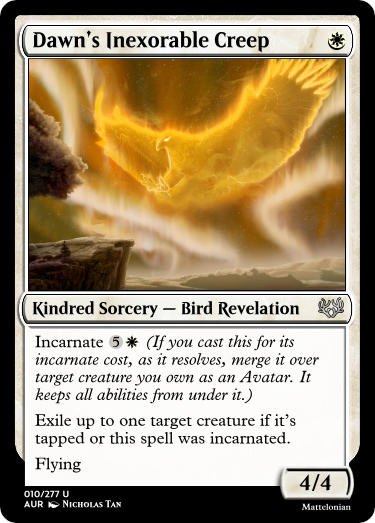 Dawn's Inexorable Creep
Kindred Sorcery — Bird Revelation
Incarnate 5 (If you cast this for its
incarnate cost, as it resolves, merge it over
target creature you own as an Avatar. It
keeps all abilities from under it.)
Exile up to one target creature if it's
tapped or this spell was incarnated.
Flying
4/4
010/277 U
AUR Nicholas Tan
Mattelonian